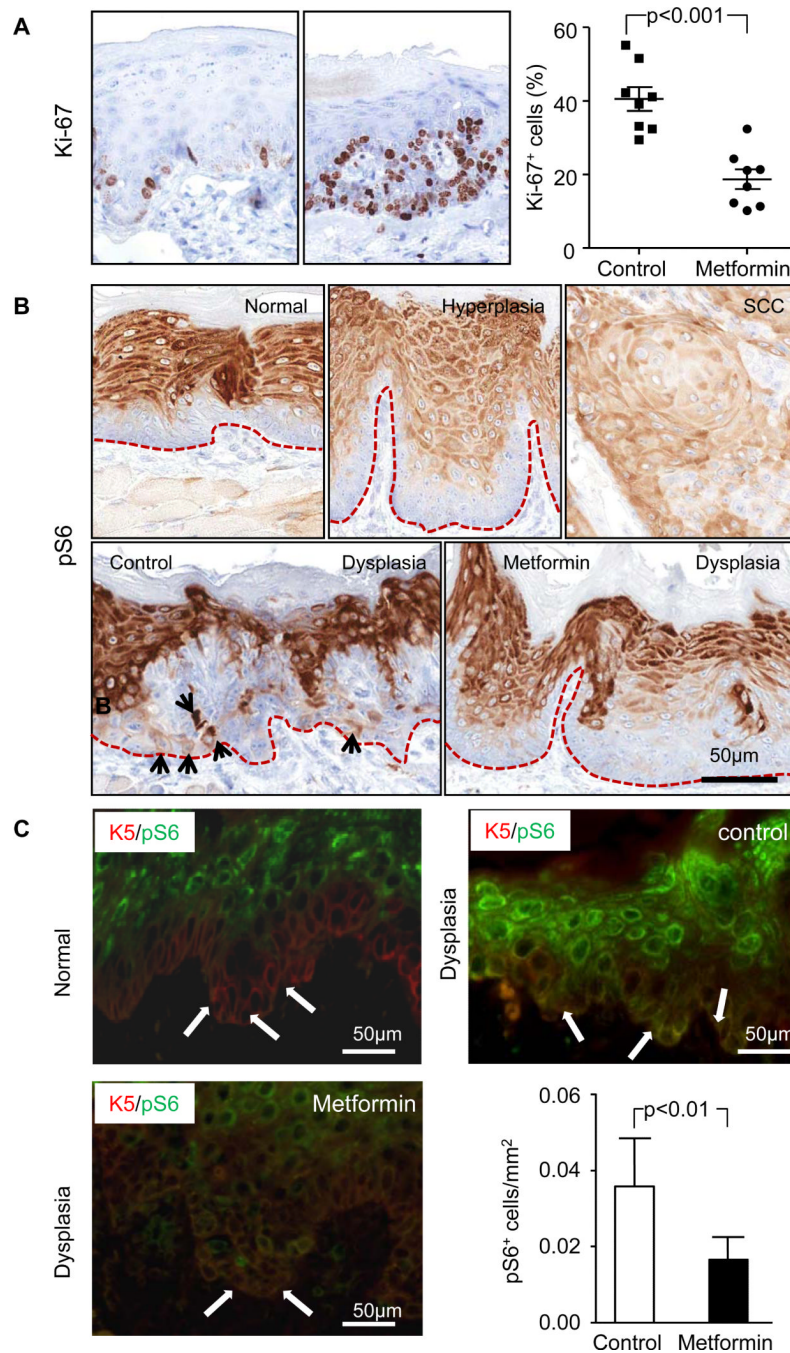 A
Ki-67
Ki-67⁺ cells (%)
60
40
20
0
p<0.001
Control
Metformin
B
pS6
Normal
Hyperplasia
SCC
Control
Dysplasia
B
Metformin
Dysplasia
50μm
C
Normal
K5/pS6
50μm
Dysplasia
K5/pS6
control
50μm
Dysplasia
K5/pS6
Metformin
50μm
pS6⁺ cells/mm²
0.06
0.04
0.02
0.00
p<0.01
Control
Metformin